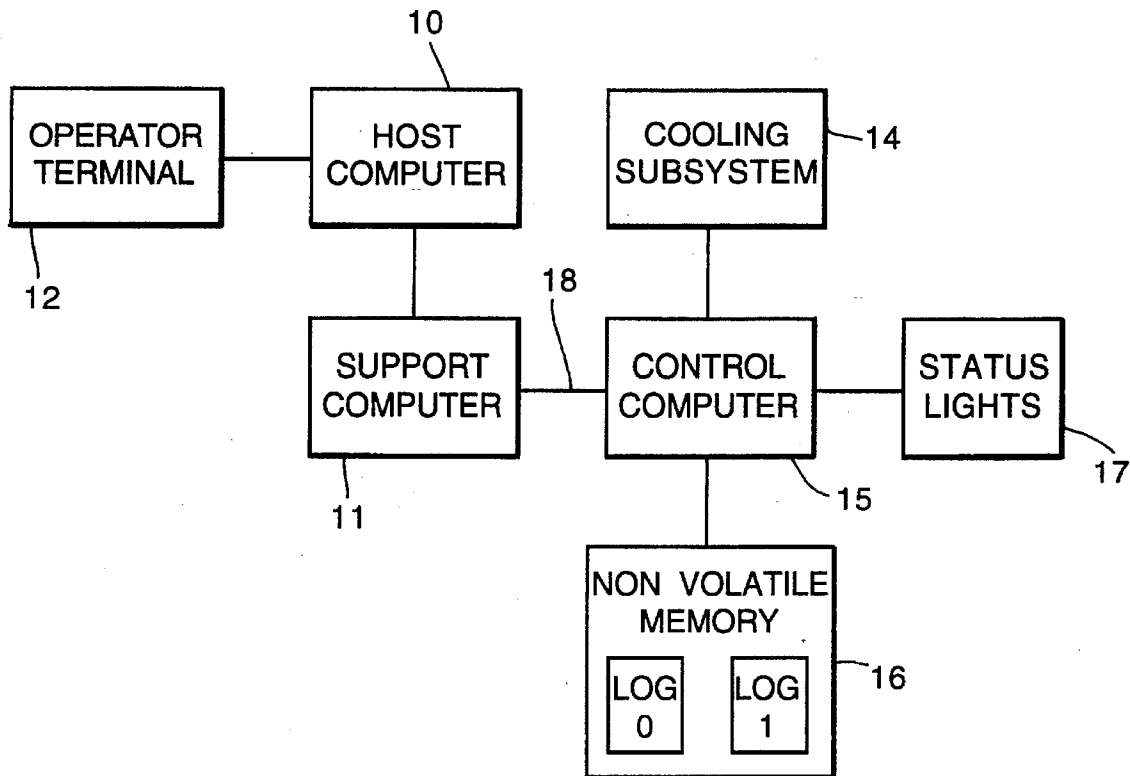 10
OPERATOR
TERMINAL
HOST
COMPUTER
COOLING
SUBSYSTEM
14
12
18
SUPPORT
COMPUTER
CONTROL
COMPUTER
STATUS
LIGHTS
11
15
17
NON VOLATILE
MEMORY
LOG
0
LOG
1
16